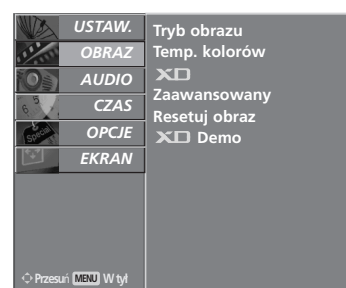 USTAW.
OBRAZ
AUDIO
CZAS
OPCJE
EKRAN
Tryb obrazu
Temp. kolorów
XD
Zaawansowany
Resetuj obraz
XD Demo
Przesuń MENU W tył